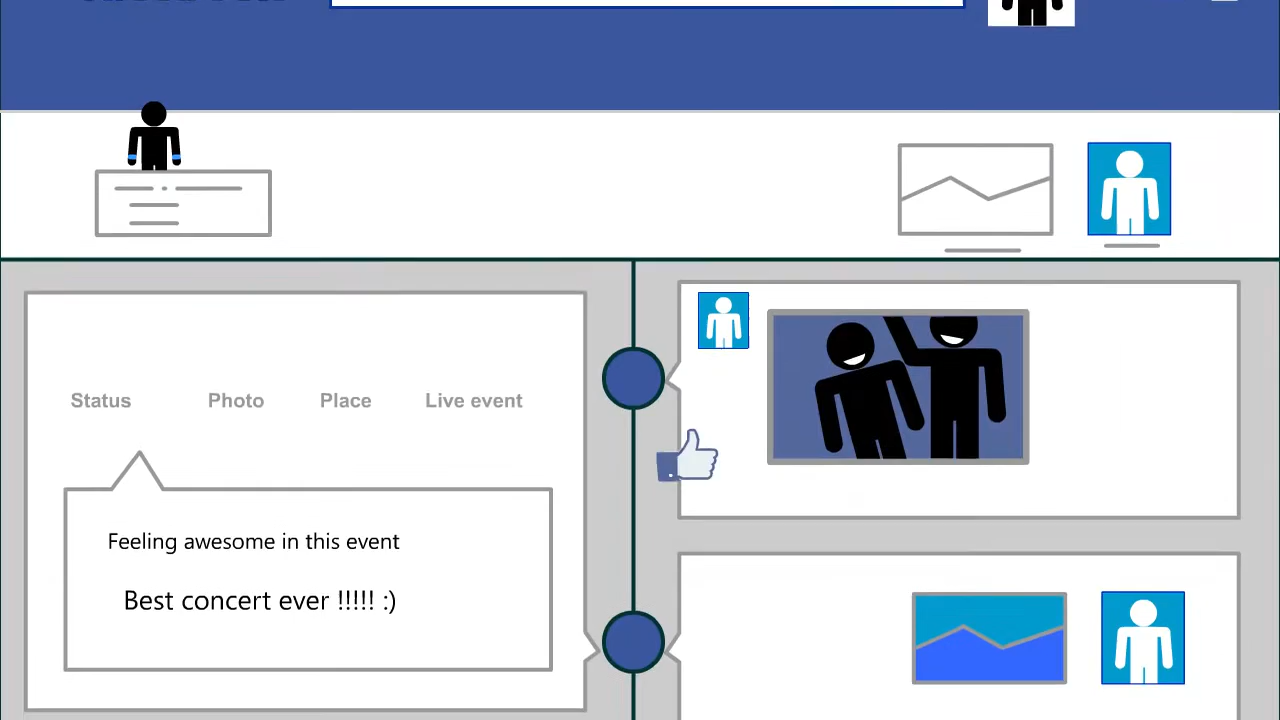 Status Photo Place Live event
Feeling awesome in this event
Best concert ever !!!!! :)